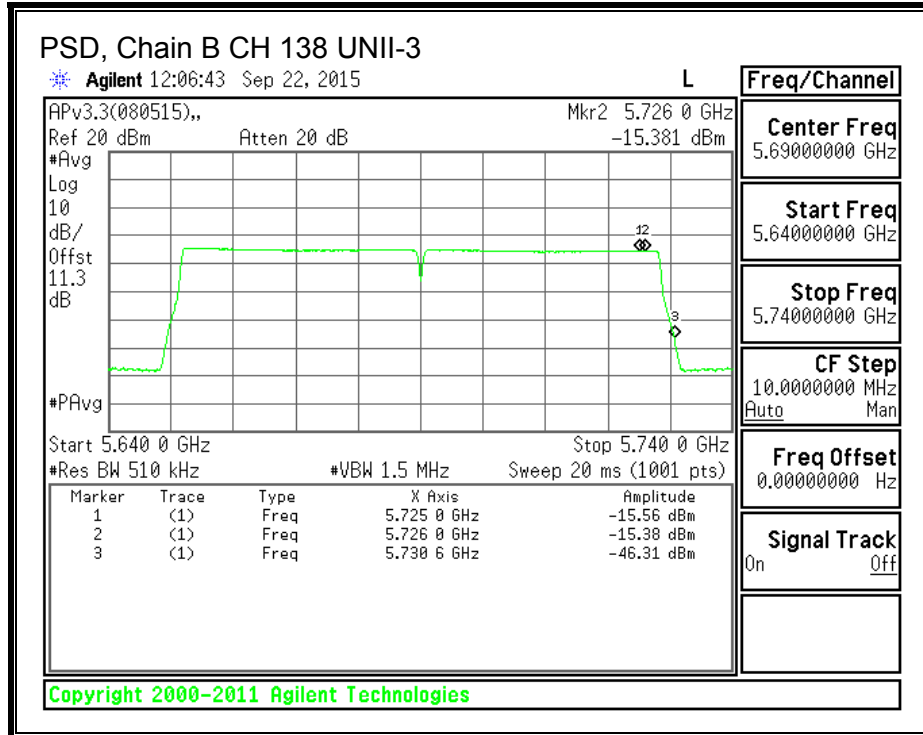 PSD, Chain B CH 138 UNII-3
Agilent 12:06:43 Sep 22, 2015 L Freq/Channel
APv3.3(080515),, Mkr2 5.726 0 GHz
Ref 20 dBm Atten 20 dB -15.381 dBm
#Avg
Log
10
dB/
Offst
11.3
dB
12
3
#PAvg
Start 5.640 0 GHz Stop 5.740 0 GHz
#Res BW 510 kHz #VBW 1.5 MHz Sweep 20 ms (1001 pts)
Marker Trace Type X Axis Amplitude
1 (1) Freq 5.725 0 GHz -15.56 dBm
2 (1) Freq 5.726 0 GHz -15.38 dBm
3 (1) Freq 5.730 6 GHz -46.31 dBm
Center Freq
5.69000000 GHz
Start Freq
5.64000000 GHz
Stop Freq
5.74000000 GHz
CF Step
10.0000000 MHz
Auto Man
Freq Offset
0.00000000 Hz
Signal Track
On Off
Copyright 2000-2011 Agilent Technologies